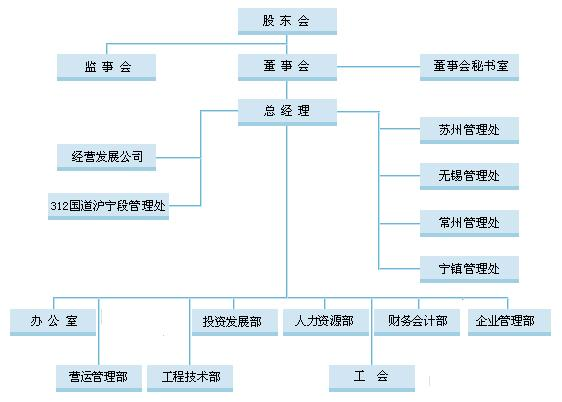 股 东 会
监 事 会
董 事 会
董事会秘书室
总 经 理
苏州管理处
经营发展公司
无锡管理处
312国道沪宁段管理处
常州管理处
宁镇管理处
办 公 室
投资发展部
人力资源部
财务会计部
企业管理部
营运管理部
工程技术部
工 会